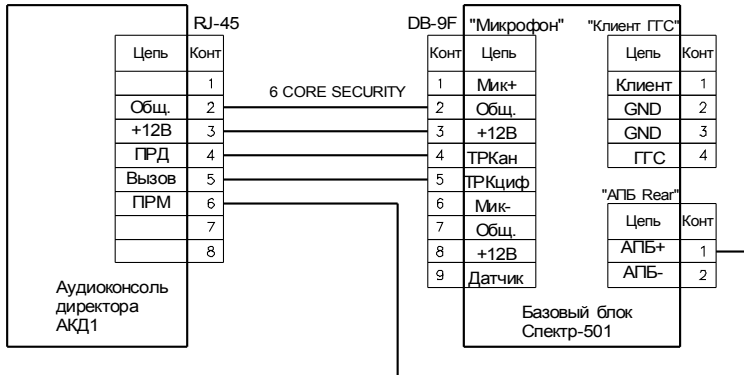 RJ-45
DB-9F "Микрофон" "Клиент ГГС"
Цепь Конт
1
Общ. 2
+12В 3
ПРД 4
Вызов 5
ПРМ 6
7
8
Аудиоконсоль
директора
АКД1
6 CORE SECURITY
Конт Цепь
1 Мик+
2 Общ.
3 +12В
4 ТРКан
5 ТРКциф
6 Мик-
7 Общ.
8 +12В
9 Датчик
Цепь Конт
Клиент 1
GND 2
GND 3
ГГС 4
"АПБ Rear"
Цепь Конт
АПБ+ 1
АПБ- 2
Базовый блок
Спектр-501